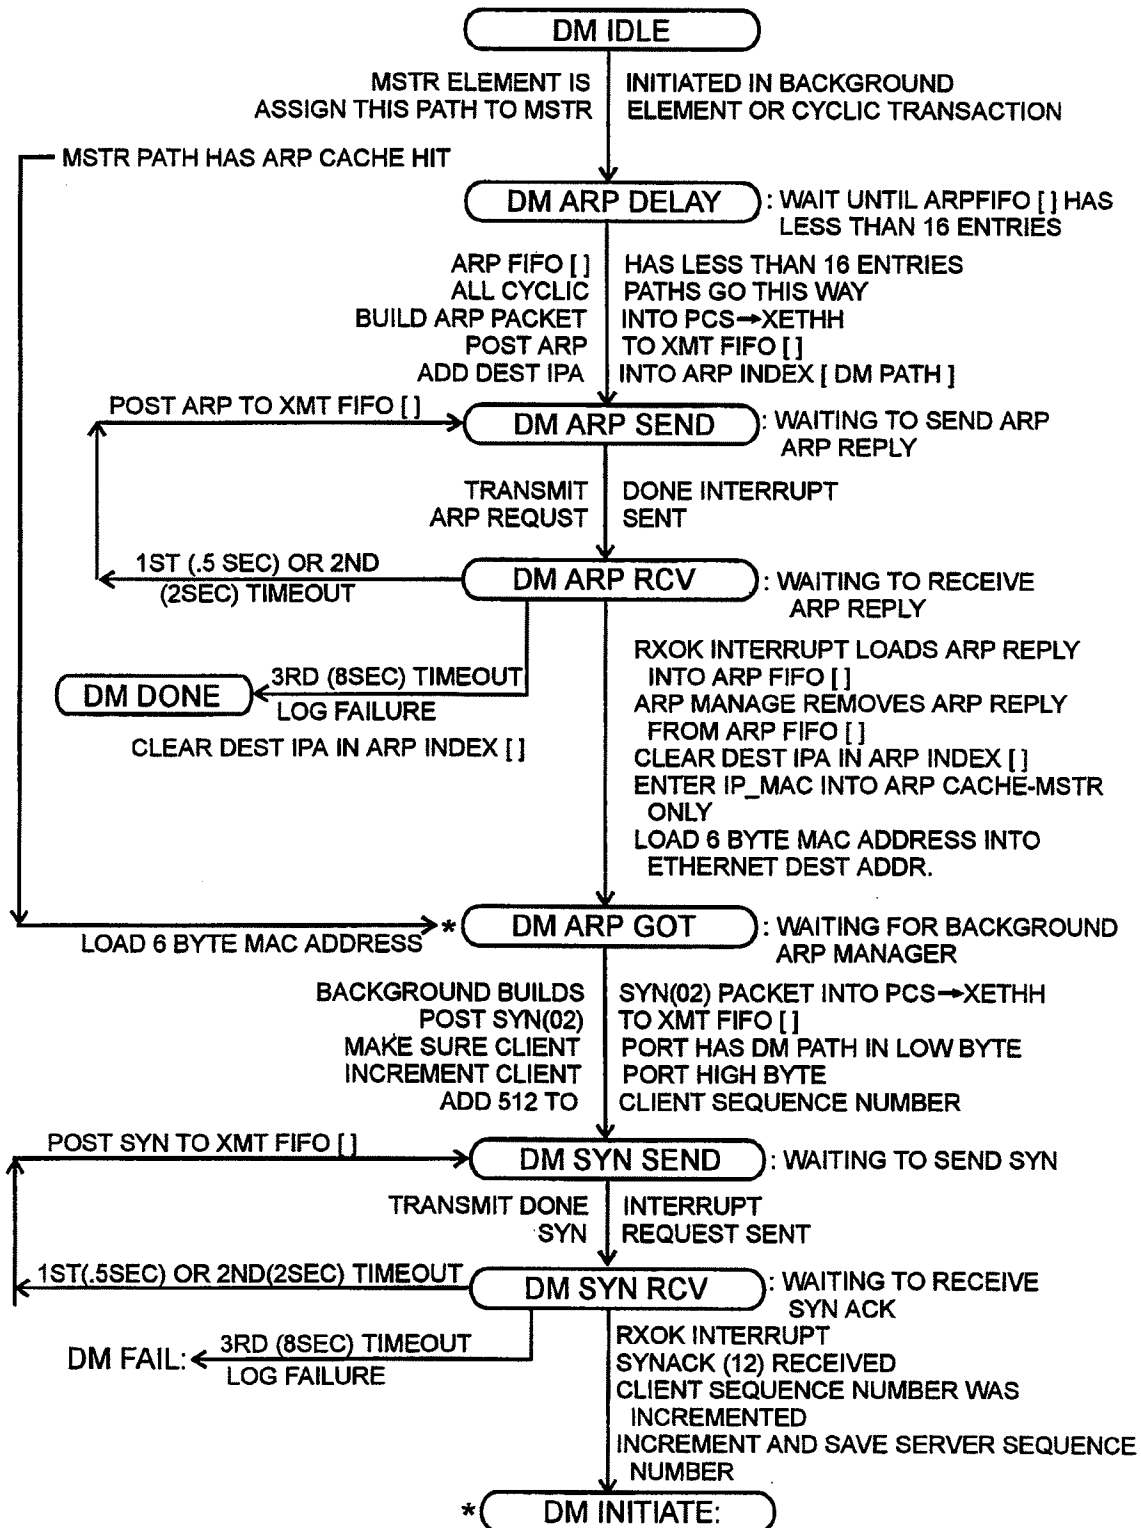 DM IDLE
MSTR ELEMENT IS INITIATED IN BACKGROUND
ASSIGN THIS PATH TO MSTR ELEMENT OR CYCLIC TRANSACTION
MSTR PATH HAS ARP CACHE HIT
DM ARP DELAY : WAIT UNTIL ARPFIFO [ ] HAS
LESS THAN 16 ENTRIES
ARP FIFO [ ] HAS LESS THAN 16 ENTRIES
ALL CYCLIC PATHS GO THIS WAY
BUILD ARP PACKET INTO PCS→XETHH
POST ARP TO XMT FIFO [ ]
ADD DEST IPA INTO ARP INDEX [ DM PATH ]
POST ARP TO XMT FIFO [ ]
DM ARP SEND : WAITING TO SEND ARP
ARP REPLY
TRANSMIT DONE INTERRUPT
ARP REQUST SENT
1ST (.5 SEC) OR 2ND
(2SEC) TIMEOUT
DM ARP RCV : WAITING TO RECEIVE
ARP REPLY
3RD (8SEC) TIMEOUT
DM DONE
LOG FAILURE
CLEAR DEST IPA IN ARP INDEX [ ]
RXOK INTERRUPT LOADS ARP REPLY
INTO ARP FIFO [ ]
ARP MANAGE REMOVES ARP REPLY
FROM ARP FIFO [ ]
CLEAR DEST IPA IN ARP INDEX [ ]
ENTER IP_MAC INTO ARP CACHE-MSTR
ONLY
LOAD 6 BYTE MAC ADDRESS INTO
ETHERNET DEST ADDR.
LOAD 6 BYTE MAC ADDRESS
* DM ARP GOT : WAITING FOR BACKGROUND
ARP MANAGER
BACKGROUND BUILDS SYN(02) PACKET INTO PCS→XETHH
POST SYN(02) TO XMT FIFO [ ]
MAKE SURE CLIENT PORT HAS DM PATH IN LOW BYTE
INCREMENT CLIENT PORT HIGH BYTE
ADD 512 TO CLIENT SEQUENCE NUMBER
POST SYN TO XMT FIFO [ ]
DM SYN SEND : WAITING TO SEND SYN
TRANSMIT DONE INTERRUPT
SYN REQUEST SENT
1ST(.5SEC) OR 2ND(2SEC) TIMEOUT
DM SYN RCV : WAITING TO RECEIVE
SYN ACK
3RD (8SEC) TIMEOUT
DM FAIL:
LOG FAILURE
RXOK INTERRUPT
SYNACK (12) RECEIVED
CLIENT SEQUENCE NUMBER WAS
INCREMENTED
INCREMENT AND SAVE SERVER SEQUENCE
NUMBER
* DM INITIATE: